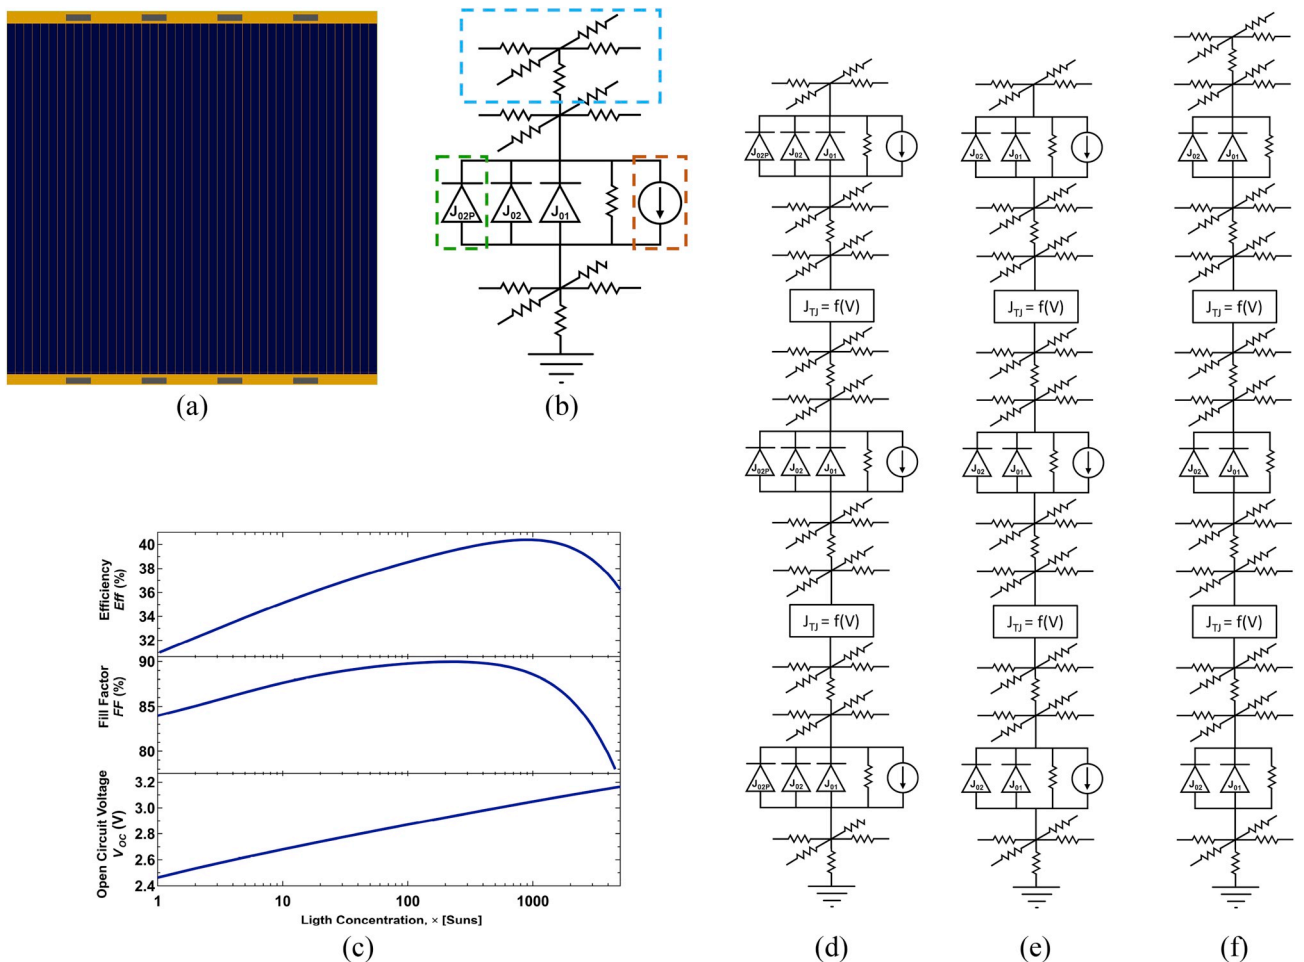 (a)
J02P
J02
J01
(b)
Efficiency
Eff (%)
40
38
36
34
32
Fill Factor
FF (%)
90
85
80
Open Circuit Voltage
VOC (V)
3.2
3.0
2.8
2.6
2.4
1
10
100
1000
Ligth Concentration, × [Suns]
(c)
J02P
J02
J01
JTJ = f(V)
J02P
J02
J01
JTJ = f(V)
J02P
J02
J01
(d)
J02
J01
JTJ = f(V)
J02
J01
JTJ = f(V)
J02
J01
(e)
J02
J01
JTJ = f(V)
J02
J01
JTJ = f(V)
J02
J01
(f)